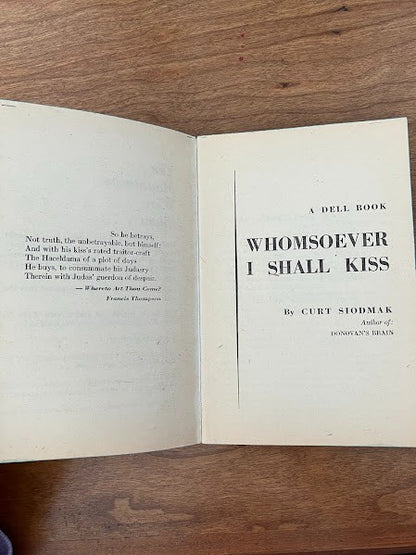 So he betrays,
Not truth, the unbetrayable, but himself:
And with his kiss's rated traitor-craft
The Haceldama of a plot of days
He buys, to consummate his Judasry
Therein with Judas' guerdon of despair.
— Whereto Art Thou Come?
Francis Thompson
A DELL BOOK
WHOMSOEVER
I SHALL KISS
By CURT SIODMAK
Author of:
DONOVAN'S BRAIN